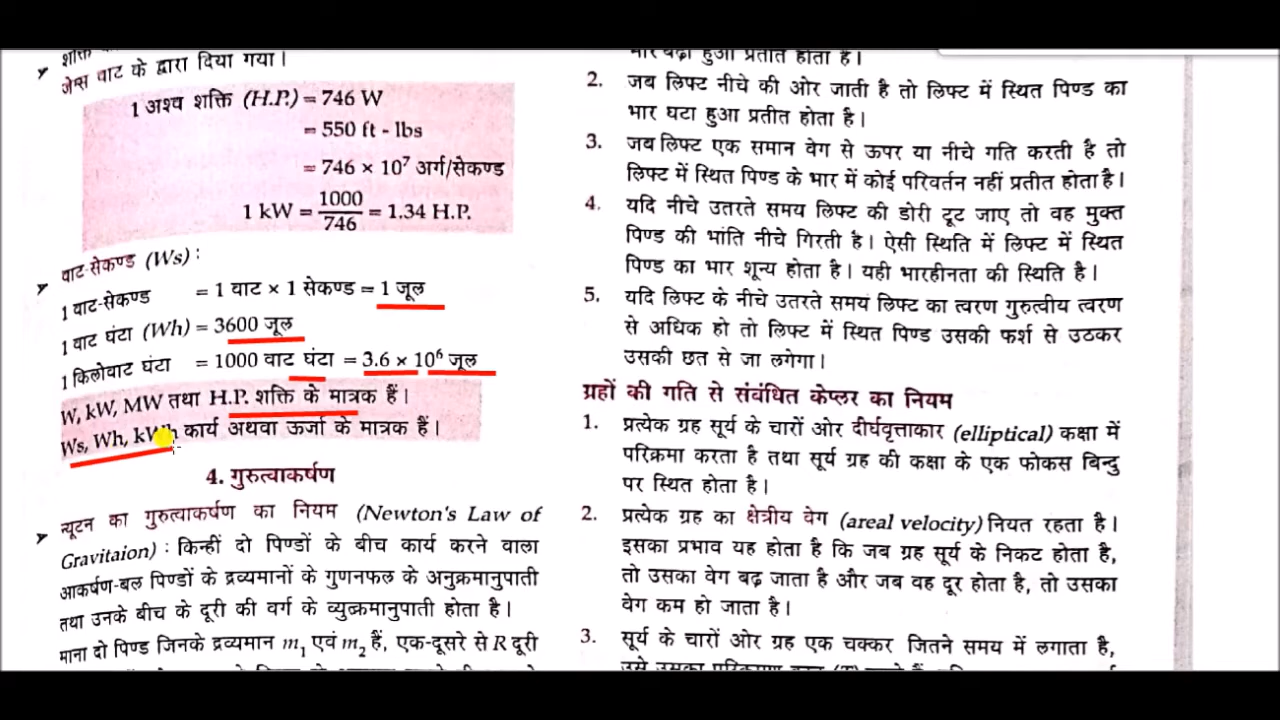 शक्ति
जेम्स वाट के द्वारा दिया गया।
1 अश्व शक्ति (H.P.) = 746 W
= 550 ft - lbs
= 746 × 10⁷ अर्ग/सेकण्ड
1 kW = 1000/746 = 1.34 H.P.
वाट-सेकण्ड (Ws) :
1 वाट-सेकण्ड = 1 वाट × 1 सेकण्ड = 1 जूल
1 वाट घंटा (Wh) = 3600 जूल
1 किलोवाट घंटा = 1000 वाट घंटा = 3.6 × 10⁶ जूल
W, kW, MW तथा H.P. शक्ति के मात्रक हैं।
Ws, Wh, kWh कार्य अथवा ऊर्जा के मात्रक हैं।
4. गुरुत्वाकर्षण
न्यूटन का गुरुत्वाकर्षण का नियम (Newton's Law of
Gravitaion) : किन्हीं दो पिण्डों के बीच कार्य करने वाला
आकर्षण-बल पिण्डों के द्रव्यमानों के गुणनफल के अनुक्रमानुपाती
तथा उनके बीच के दूरी की वर्ग के व्युत्क्रमानुपाती होता है।
माना दो पिण्ड जिनके द्रव्यमान m₁ एवं m₂ हैं, एक-दूसरे से R दूरी
भार बढ़ा हुआ प्रतीत होता है।
2. जब लिफ्ट नीचे की ओर जाती है तो लिफ्ट में स्थित पिण्ड का
भार घटा हुआ प्रतीत होता है।
3. जब लिफ्ट एक समान वेग से ऊपर या नीचे गति करती है तो
लिफ्ट में स्थित पिण्ड के भार में कोई परिवर्तन नहीं प्रतीत होता है।
4. यदि नीचे उतरते समय लिफ्ट की डोरी टूट जाए तो वह मुक्त
पिण्ड की भांति नीचे गिरती है। ऐसी स्थिति में लिफ्ट में स्थित
पिण्ड का भार शून्य होता है। यही भारहीनता की स्थिति है।
5. यदि लिफ्ट के नीचे उतरते समय लिफ्ट का त्वरण गुरुत्वीय त्वरण
से अधिक हो तो लिफ्ट में स्थित पिण्ड उसकी फर्श से उठकर
उसकी छत से जा लगेगा।
ग्रहों की गति से संबंधित केप्लर का नियम
1. प्रत्येक ग्रह सूर्य के चारों ओर दीर्घवृत्ताकार (elliptical) कक्षा में
परिक्रमा करता है तथा सूर्य ग्रह की कक्षा के एक फोकस बिन्दु
पर स्थित होता है।
2. प्रत्येक ग्रह का क्षेत्रीय वेग (areal velocity) नियत रहता है।
इसका प्रभाव यह होता है कि जब ग्रह सूर्य के निकट होता है,
तो उसका वेग बढ़ जाता है और जब वह दूर होता है, तो उसका
वेग कम हो जाता है।
3. सूर्य के चारों ओर ग्रह एक चक्कर जितने समय में लगाता है,
उसे उसका परिक्रमण काल